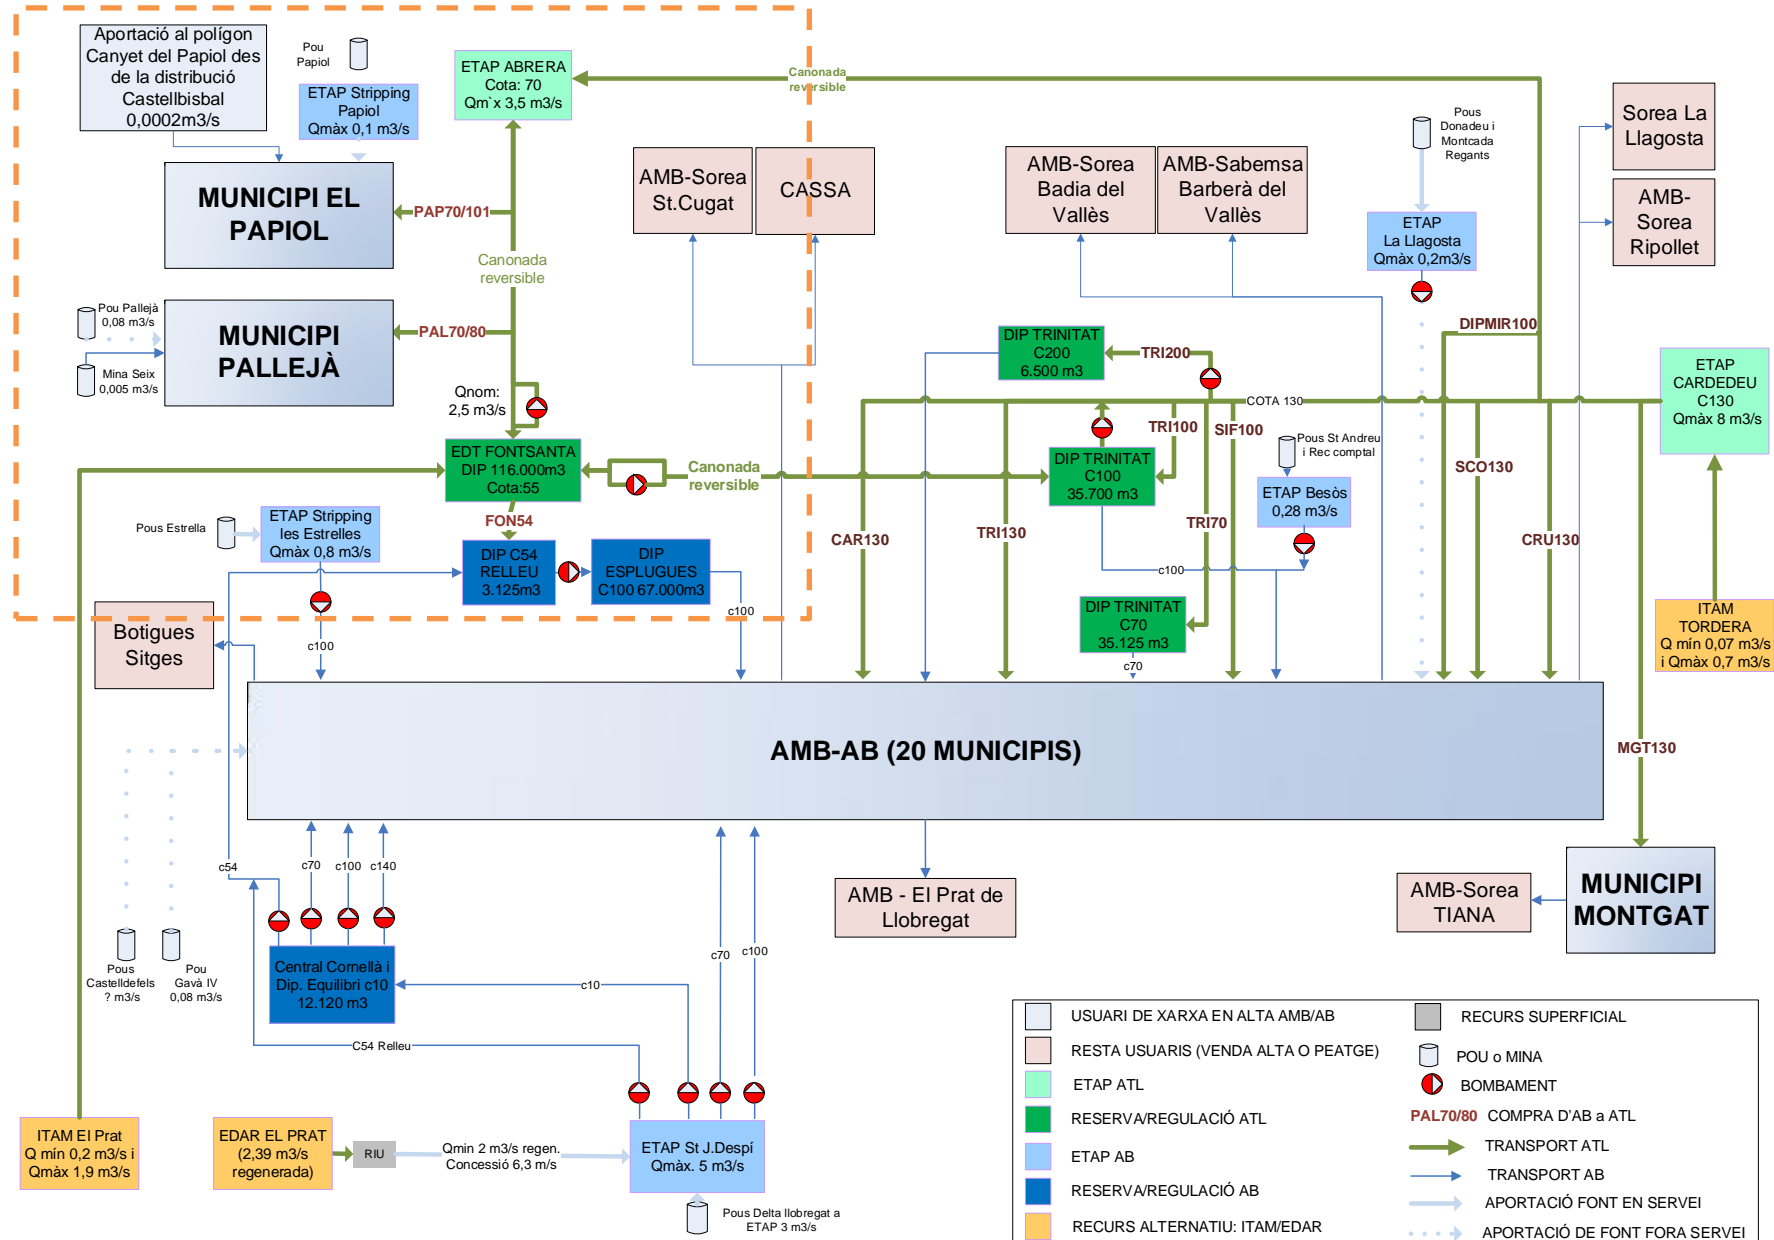 Aportació al polígon
Canyet del Papiol des
de la distribució
Castellbisbal
0,0002m3/s
Pou
Papiol
ETAP Stripping
Papiol
Qmàx 0,1 m3/s
ETAP ABRERA
Cota: 70
Qm`x 3,5 m3/s
Canonada
reversible
MUNICIPI EL
PAPIOL
PAP70/101
Canonada
reversible
AMB-Sorea
St.Cugat
CASSA
AMB-Sorea
Badia del
Vallès
AMB-Sabemsa
Barberà del
Vallès
Pous
Donadeu i
Montcada
Regants
ETAP
La Llagosta
Qmàx 0,2m3/s
Sorea La
Llagosta
AMB-
Sorea
Ripollet
Pou Pallejà
0,08 m3/s
Mina Seix
0,005 m3/s
MUNICIPI
PALLEJÀ
PAL70/80
Qnom:
2,5 m3/s
DIP TRINITAT
C200
6.500 m3
TRI200
DIPMIR100
ETAP
CARDEDEU
C130
Qmàx 8 m3/s
COTA 130
TRI100
SIF100
EDT FONTSANTA
DIP 116.000m3
Cota:55
Canonada
reversible
DIP TRINITAT
C100
35.700 m3
Pous St Andreu
i Rec comptal
ETAP Besòs
0,28 m3/s
SCO130
FON54
Pous Estrella
ETAP Stripping
les Estrelles
Qmàx 0,8 m3/s
DIP C54
RELLEU
3.125m3
DIP
ESPLUGUES
C100 67.000m3
CAR130
TRI130
TRI70
CRU130
c100
c100
c100
DIP TRINITAT
C70
35.125 m3
c70
Botigues
Sitges
ITAM
TORDERA
Q mín 0,07 m3/s
i Qmàx 0,7 m3/s
AMB-AB (20 MUNICIPIS)
MGT130
c54
c70
c100
c140
AMB - El Prat de
Llobregat
AMB-Sorea
TIANA
MUNICIPI
MONTGAT
Pous
Castelldefels
? m3/s
Pou
Gavà IV
0,08 m3/s
Central Cornellà i
Dip. Equilibri c10
12.120 m3
c10
c70
c100
C54 Relleu
ITAM El Prat
Q mín 0,2 m3/s i
Qmàx 1,9 m3/s
EDAR EL PRAT
(2,39 m3/s
regenerada)
RIU
Qmin 2 m3/s regen.
Concessió 6,3 m/s
ETAP St J.Despí
Qmàx. 5 m3/s
Pous Delta llobregat a
ETAP 3 m3/s
USUARI DE XARXA EN ALTA AMB/AB
RESTA USUARIS (VENDA ALTA O PEATGE)
ETAP ATL
RESERVA/REGULACIÓ ATL
ETAP AB
RESERVA/REGULACIÓ AB
RECURS ALTERNATIU: ITAM/EDAR
RECURS SUPERFICIAL
POU o MINA
BOMBAMENT
PAL70/80 COMPRA D'AB a ATL
TRANSPORT ATL
TRANSPORT AB
APORTACIÓ FONT EN SERVEI
APORTACIÓ DE FONT FORA SERVEI